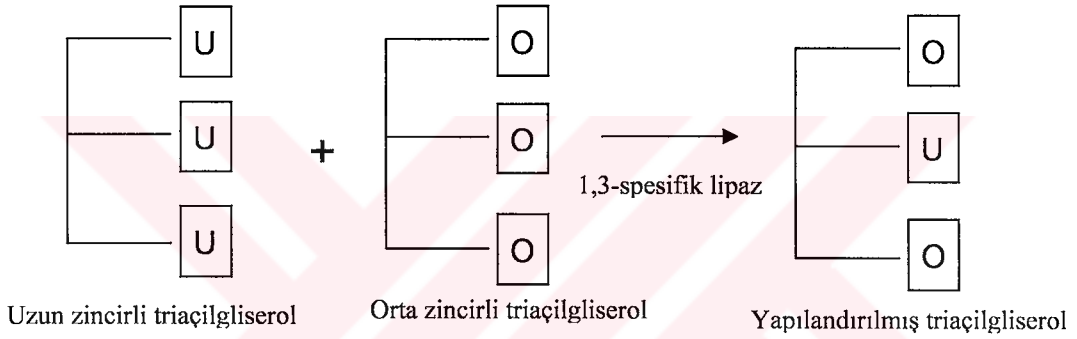 U O O
U + O U
1,3-spesifik lipaz
U O O
Uzun zincirli triaçilgliserol Orta zincirli triaçilgliserol Yapılandırılmış triaçilgliserol